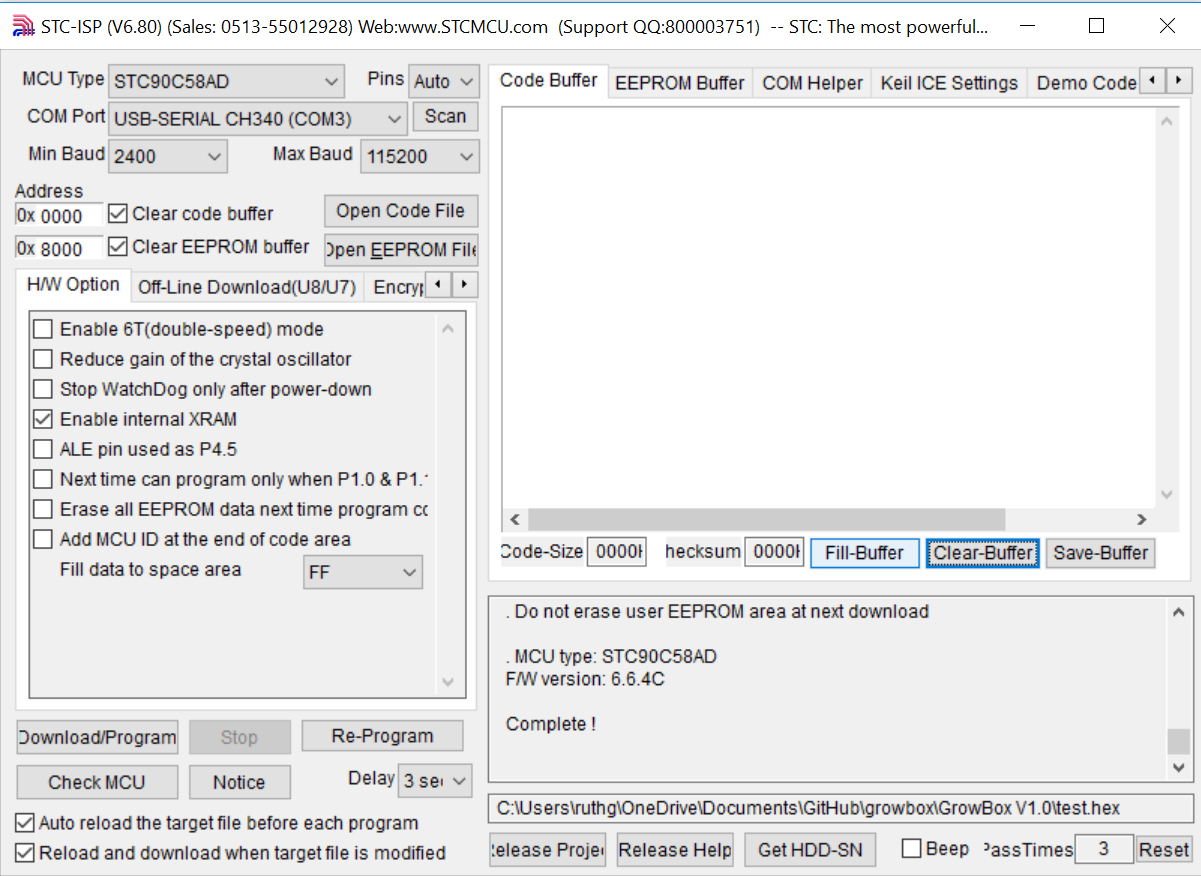 STC-ISP (V6.80) (Sales: 0513-55012928) Web:www.STCMCU.com (Support QQ:800003751) -- STC: The most powerful...
MCU Type STC90C58AD Pins Auto
COM Port USB-SERIAL CH340 (COM3) Scan
Min Baud 2400 Max Baud 115200
Address
0x 0000 Clear code buffer Open Code File
0x 8000 Clear EEPROM buffer Open EEPROM File
H/W Option Off-Line Download(U8/U7) Encryp
Enable 6T(double-speed) mode
Reduce gain of the crystal oscillator
Stop WatchDog only after power-down
Enable internal XRAM
ALE pin used as P4.5
Next time can program only when P1.0 & P1.1
Erase all EEPROM data next time program co
Add MCU ID at the end of code area
Fill data to space area FF
Download/Program Stop Re-Program
Check MCU Notice Delay 3 sec
Auto reload the target file before each program
Reload and download when target file is modified
Code Buffer EEPROM Buffer COM Helper Keil ICE Settings Demo Code
Code-Size 0000H hecksum 0000H Fill-Buffer Clear-Buffer Save-Buffer
. Do not erase user EEPROM area at next download
. MCU type: STC90C58AD
F/W version: 6.6.4C
Complete !
C:\Users\ruthg\OneDrive\Documents\GitHub\growbox\GrowBox V1.0\test.hex
Release Projec Release Help Get HDD-SN Beep PassTimes 3 Reset